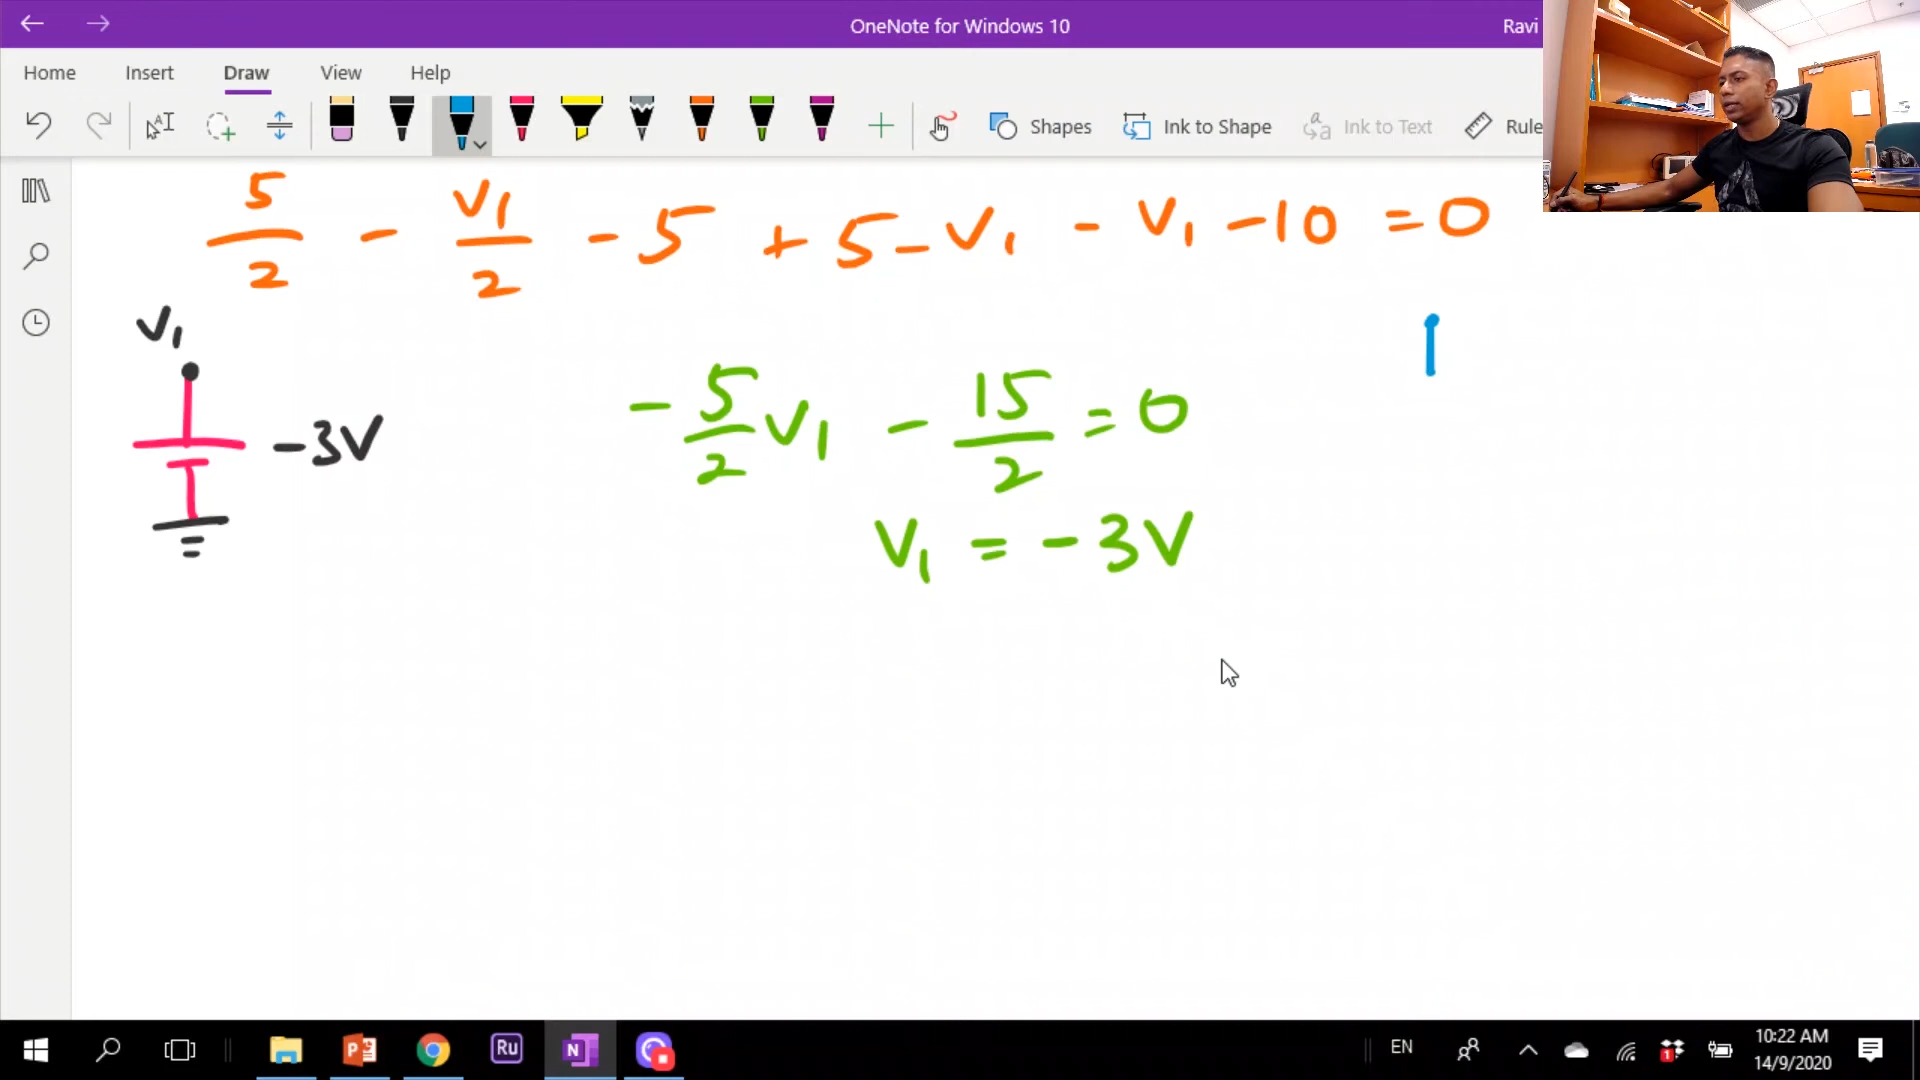 OneNote for Windows 10
Ravi
Home Insert Draw View Help
Shapes Ink to Shape Ink to Text Rule
5/2 - V1/2 - 5 + 5 - V1 - V1 - 10 = 0
V1
-3V
-5/2 V1 - 15/2 = 0
V1 = -3V
Ru
EN
10:22 AM
14/9/2020